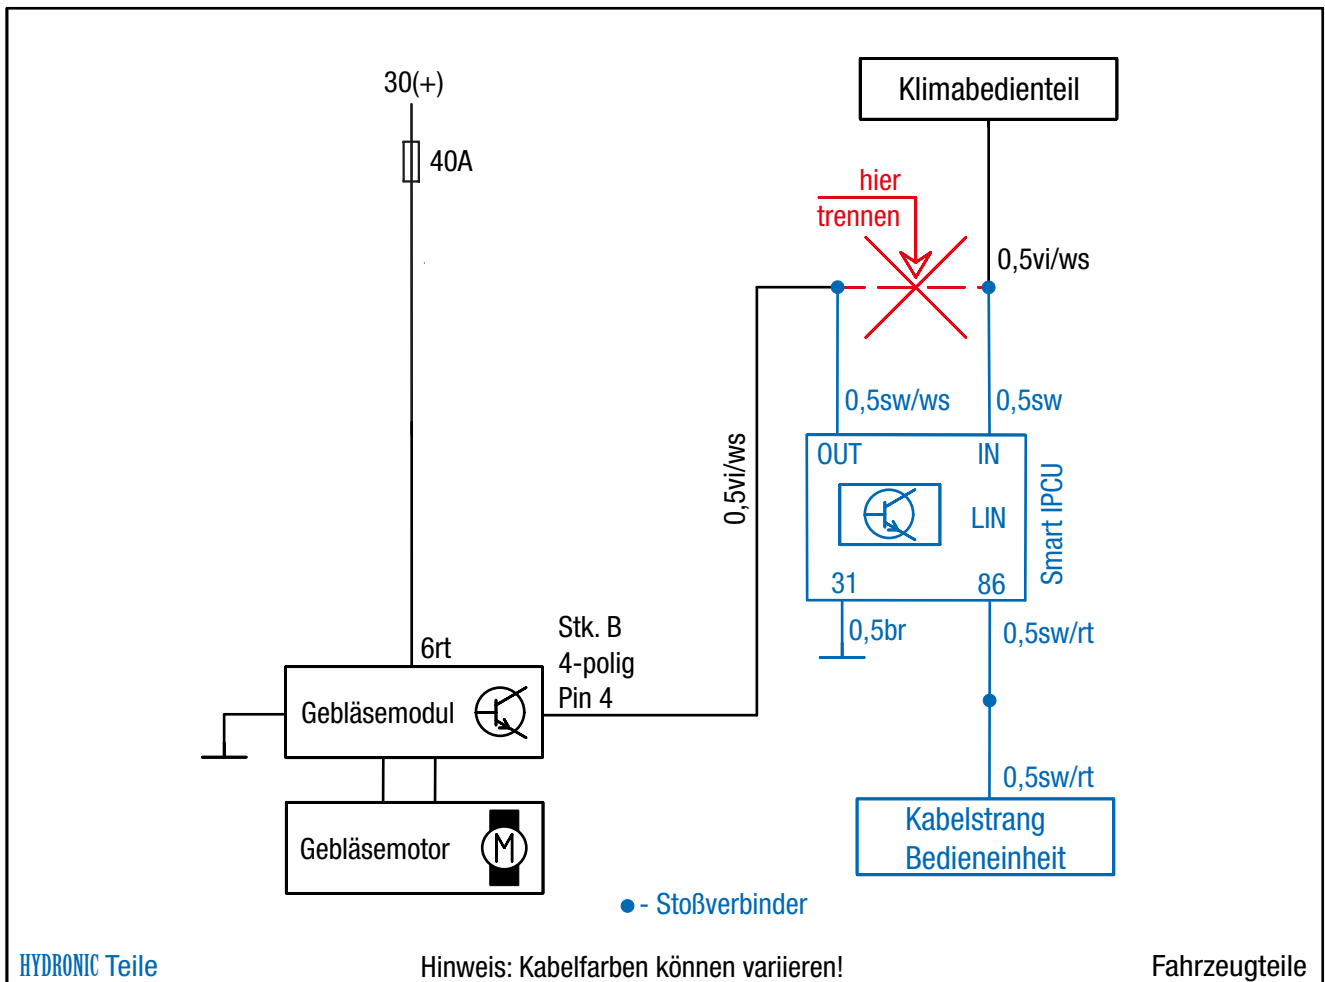 30(+)
40A
Klimabedienteil
hier
trennen
0,5vi/ws
0,5sw/ws
0,5sw
OUT
IN
LIN
31
86
Smart IPCU
0,5vi/ws
0,5br
0,5sw/rt
Stk. B
4-polig
Pin 4
6rt
Gebläsemodul
0,5sw/rt
Gebläsemotor
M
Kabelstrang
Bedieneinheit
- Stoßverbinder
HYDRONIC Teile
Hinweis: Kabelfarben können variieren!
Fahrzeugteile